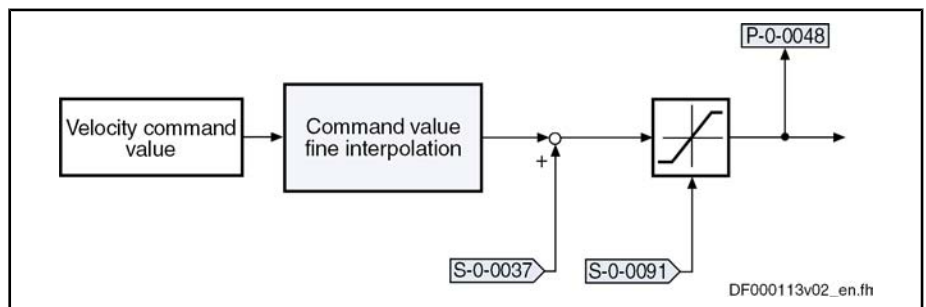 P-0-0048
Velocity command
value
Command value
fine interpolation
+
S-0-0037
S-0-0091
DF000113v02_en.fh